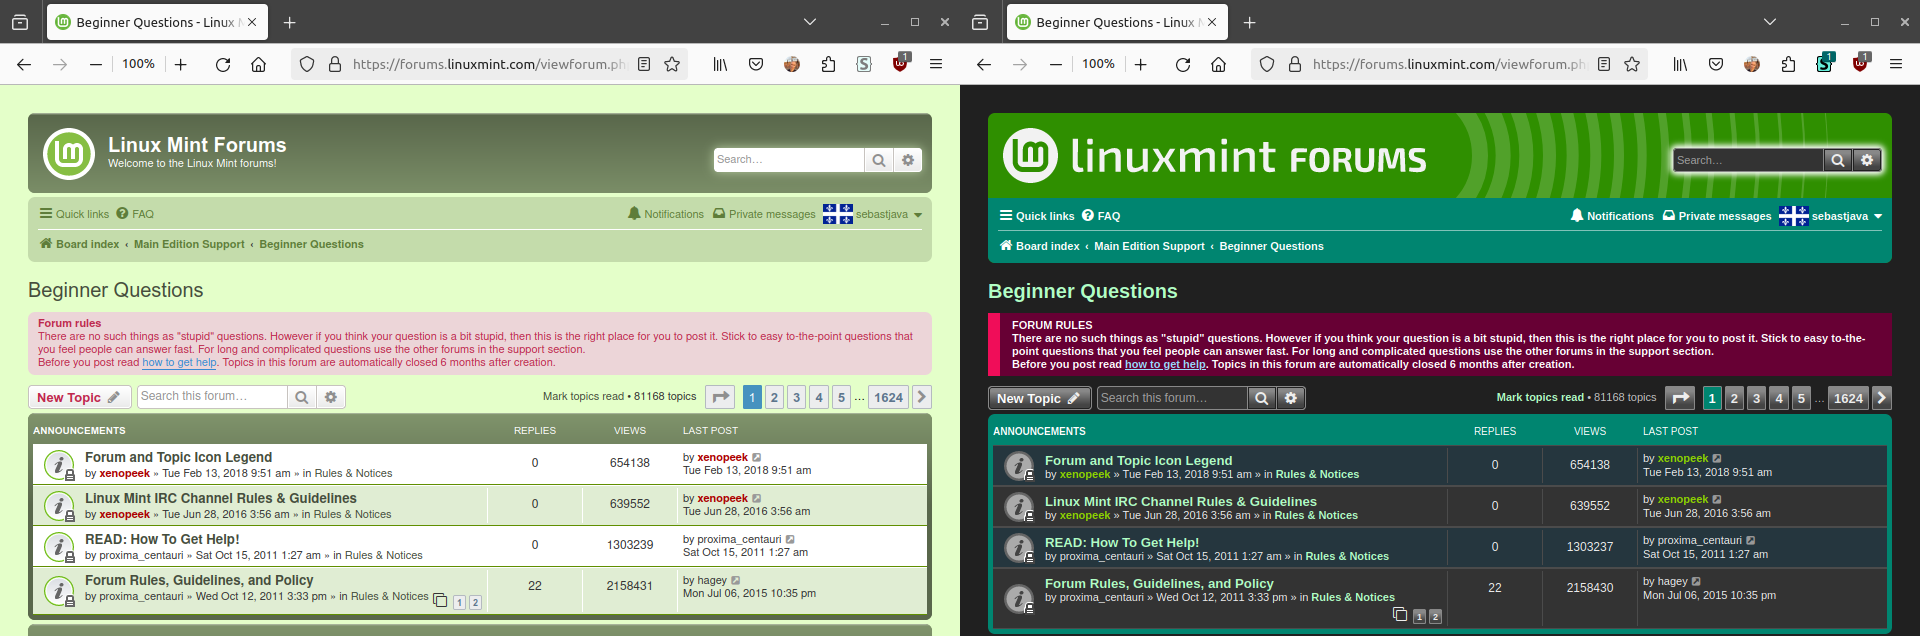 Beginner Questions - Linux M
100%
https://forums.linuxmint.com/viewforum.ph
1
Linux Mint Forums
Welcome to the Linux Mint forums!
Search…
Quick links FAQ
Notifications Private messages sebastjava
Board index ‹ Main Edition Support ‹ Beginner Questions
Beginner Questions
Forum rules
There are no such things as "stupid" questions. However if you think your question is a bit stupid, then this is the right place for you to post it. Stick to easy to-the-point questions that
you feel people can answer fast. For long and complicated questions use the other forums in the support section.
Before you post read how to get help. Topics in this forum are automatically closed 6 months after creation.
New Topic Search this forum… Mark topics read • 81168 topics 1 2 3 4 5 … 1624
ANNOUNCEMENTS REPLIES VIEWS LAST POST
Forum and Topic Icon Legend
by xenopeek » Tue Feb 13, 2018 9:51 am » in Rules & Notices
0 654138
by xenopeek
Tue Feb 13, 2018 9:51 am
Linux Mint IRC Channel Rules & Guidelines
by xenopeek » Tue Jun 28, 2016 3:56 am » in Rules & Notices
0 639552
by xenopeek
Tue Jun 28, 2016 3:56 am
READ: How To Get Help!
by proxima_centauri » Sat Oct 15, 2011 1:27 am » in Rules & Notices
0 1303239
by proxima_centauri
Sat Oct 15, 2011 1:27 am
Forum Rules, Guidelines, and Policy
by proxima_centauri » Wed Oct 12, 2011 3:33 pm » in Rules & Notices
1 2
22 2158431
by hagey
Mon Jul 06, 2015 10:35 pm
Beginner Questions - Linux M
100%
https://forums.linuxmint.com/viewforum.ph
S 1 1
linuxmint FORUMS
Search…
Quick links FAQ
Notifications Private messages sebastjava
Board index ‹ Main Edition Support ‹ Beginner Questions
Beginner Questions
FORUM RULES
There are no such things as "stupid" questions. However if you think your question is a bit stupid, then this is the right place for you to post it. Stick to easy to-the-
point questions that you feel people can answer fast. For long and complicated questions use the other forums in the support section.
Before you post read how to get help. Topics in this forum are automatically closed 6 months after creation.
New Topic Search this forum… Mark topics read • 81168 topics 1 2 3 4 5 … 1624
ANNOUNCEMENTS REPLIES VIEWS LAST POST
Forum and Topic Icon Legend
by xenopeek » Tue Feb 13, 2018 9:51 am » in Rules & Notices
0 654138
by xenopeek
Tue Feb 13, 2018 9:51 am
Linux Mint IRC Channel Rules & Guidelines
by xenopeek » Tue Jun 28, 2016 3:56 am » in Rules & Notices
0 639552
by xenopeek
Tue Jun 28, 2016 3:56 am
READ: How To Get Help!
by proxima_centauri » Sat Oct 15, 2011 1:27 am » in Rules & Notices
0 1303237
by proxima_centauri
Sat Oct 15, 2011 1:27 am
Forum Rules, Guidelines, and Policy
by proxima_centauri » Wed Oct 12, 2011 3:33 pm » in Rules & Notices
1 2
22 2158430
by hagey
Mon Jul 06, 2015 10:35 pm